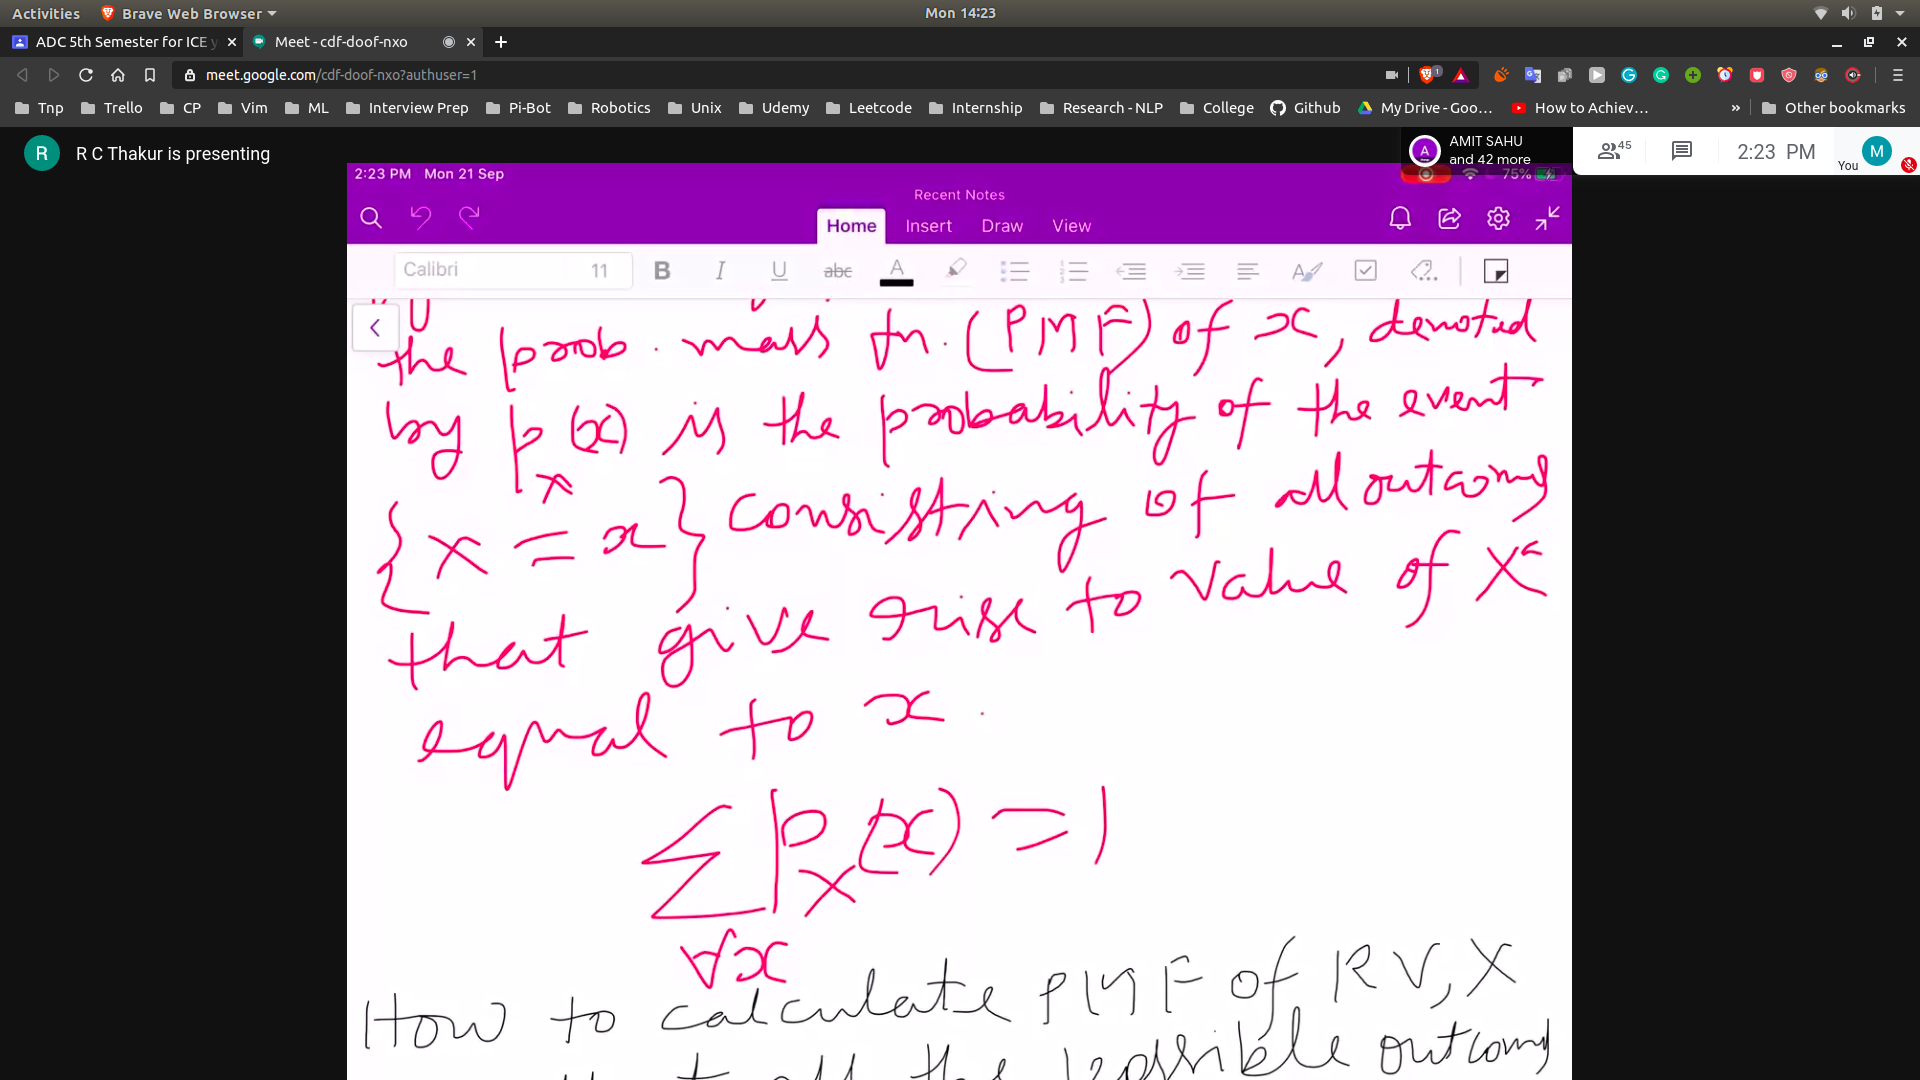 Activities Brave Web Browser Mon 14:23
ADC 5th Semester for ICE y Meet - cdf-doof-nxo
meet.google.com/cdf-doof-nxo?authuser=1 1
Tnp Trello CP Vim ML Interview Prep Pi-Bot Robotics Unix Udemy Leetcode Internship Research - NLP College Github My Drive - Goo... How to Achiev... » Other bookmarks
R R C Thakur is presenting A AMIT SAHU and 42 more 45 2:23 PM You M
2:23 PM Mon 21 Sep 75%
Recent Notes
Home Insert Draw View
Calibri 11 B I U abc A
the prob. mass fn. (PMF) of x, denoted
by p_X(x) is the probability of the event
{X = x} consisting of all outcomes
that give rise to value of X
equal to x.
∑ p_X(x) = 1
∀x
How to calculate PMF of RV, X
all the possible outcomes